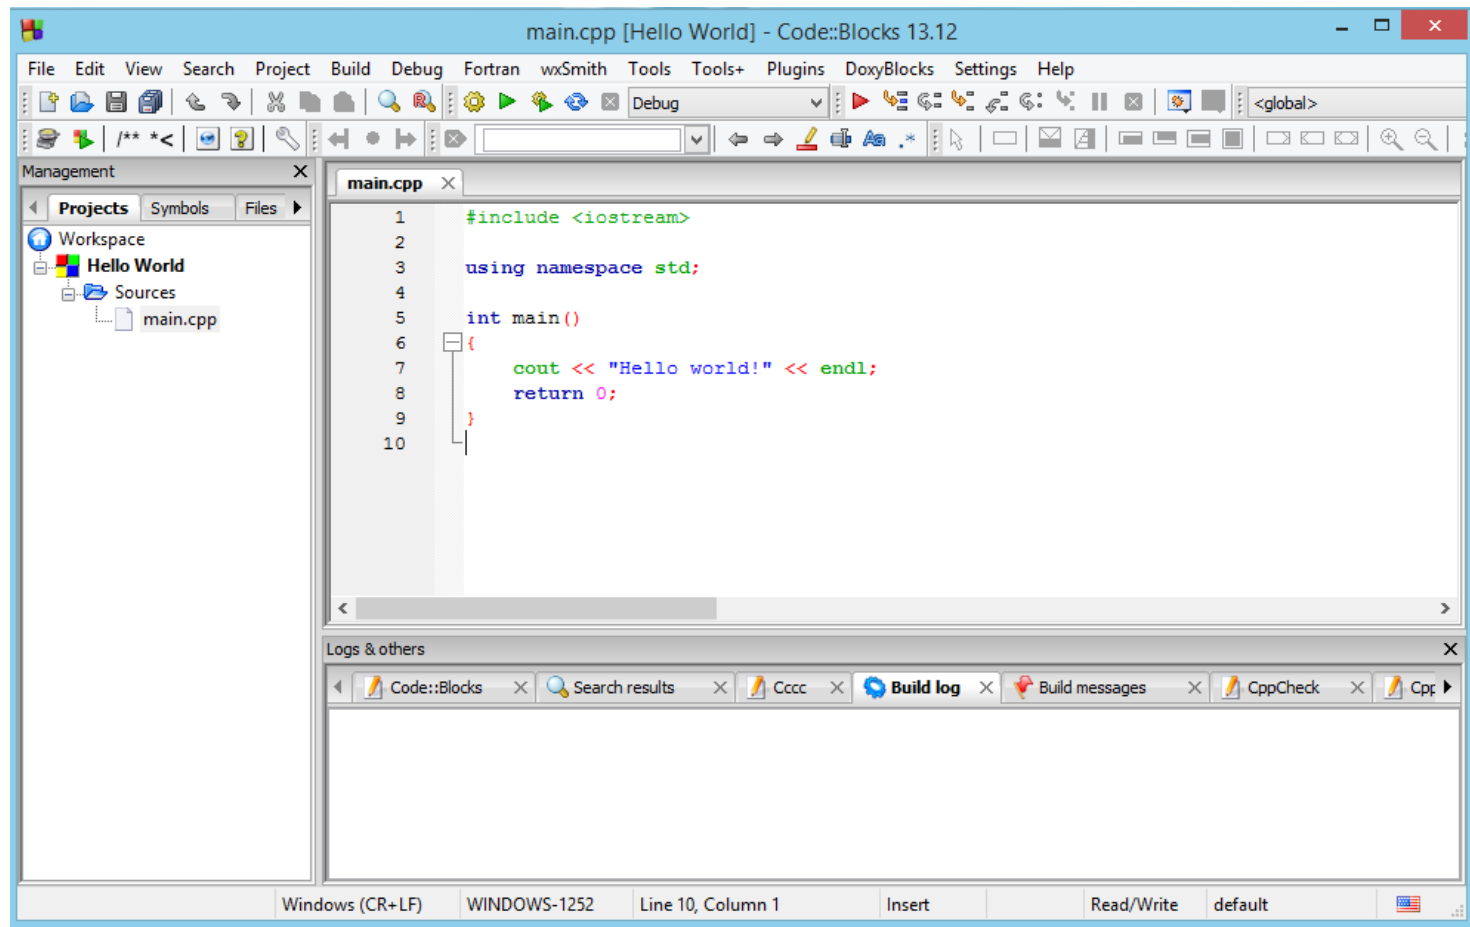 main.cpp [Hello World] - Code::Blocks 13.12
File Edit View Search Project Build Debug Fortran wxSmith Tools Tools+ Plugins DoxyBlocks Settings Help
Debug <global>
/** *<
Management
Projects Symbols Files
Workspace
Hello World
Sources
main.cpp
main.cpp
1 #include <iostream>
2
3 using namespace std;
4
5 int main()
6 {
7 cout << "Hello world!" << endl;
8 return 0;
9 }
10
Logs & others
Code::Blocks Search results Cccc Build log Build messages CppCheck Cpp
Windows (CR+LF) WINDOWS-1252 Line 10, Column 1 Insert Read/Write default